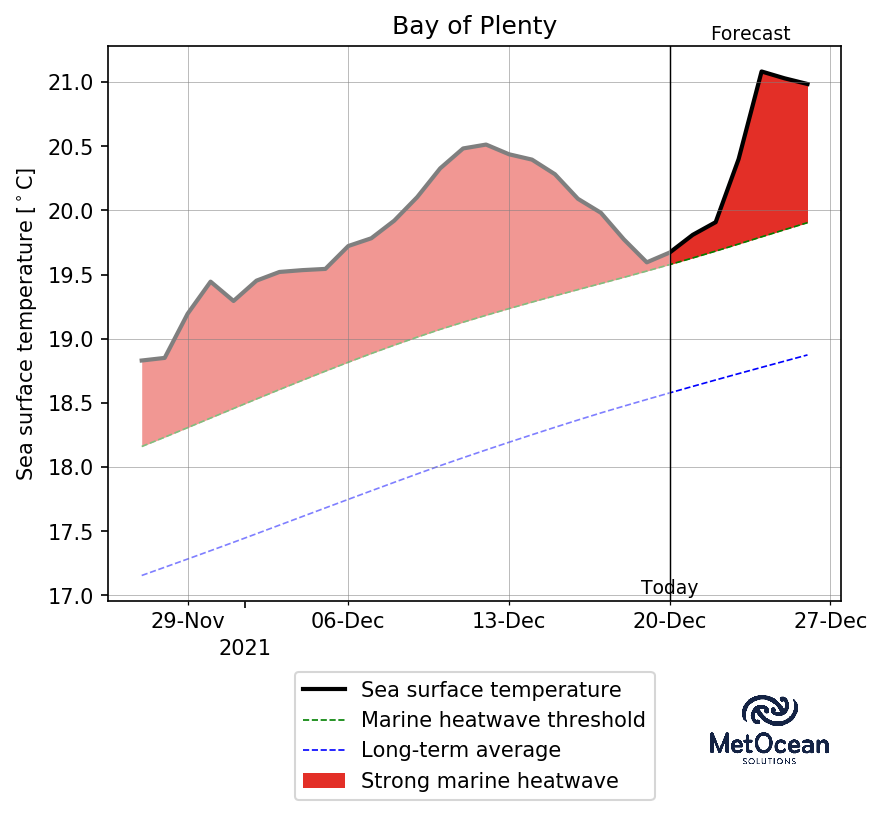 Bay of Plenty
Forecast
Sea surface temperature [°C]
21.0
20.5
20.0
19.5
19.0
18.5
18.0
17.5
17.0
Today
29-Nov
06-Dec
13-Dec
20-Dec
27-Dec
2021
Sea surface temperature
Marine heatwave threshold
Long-term average
Strong marine heatwave
MetOcean
SOLUTIONS